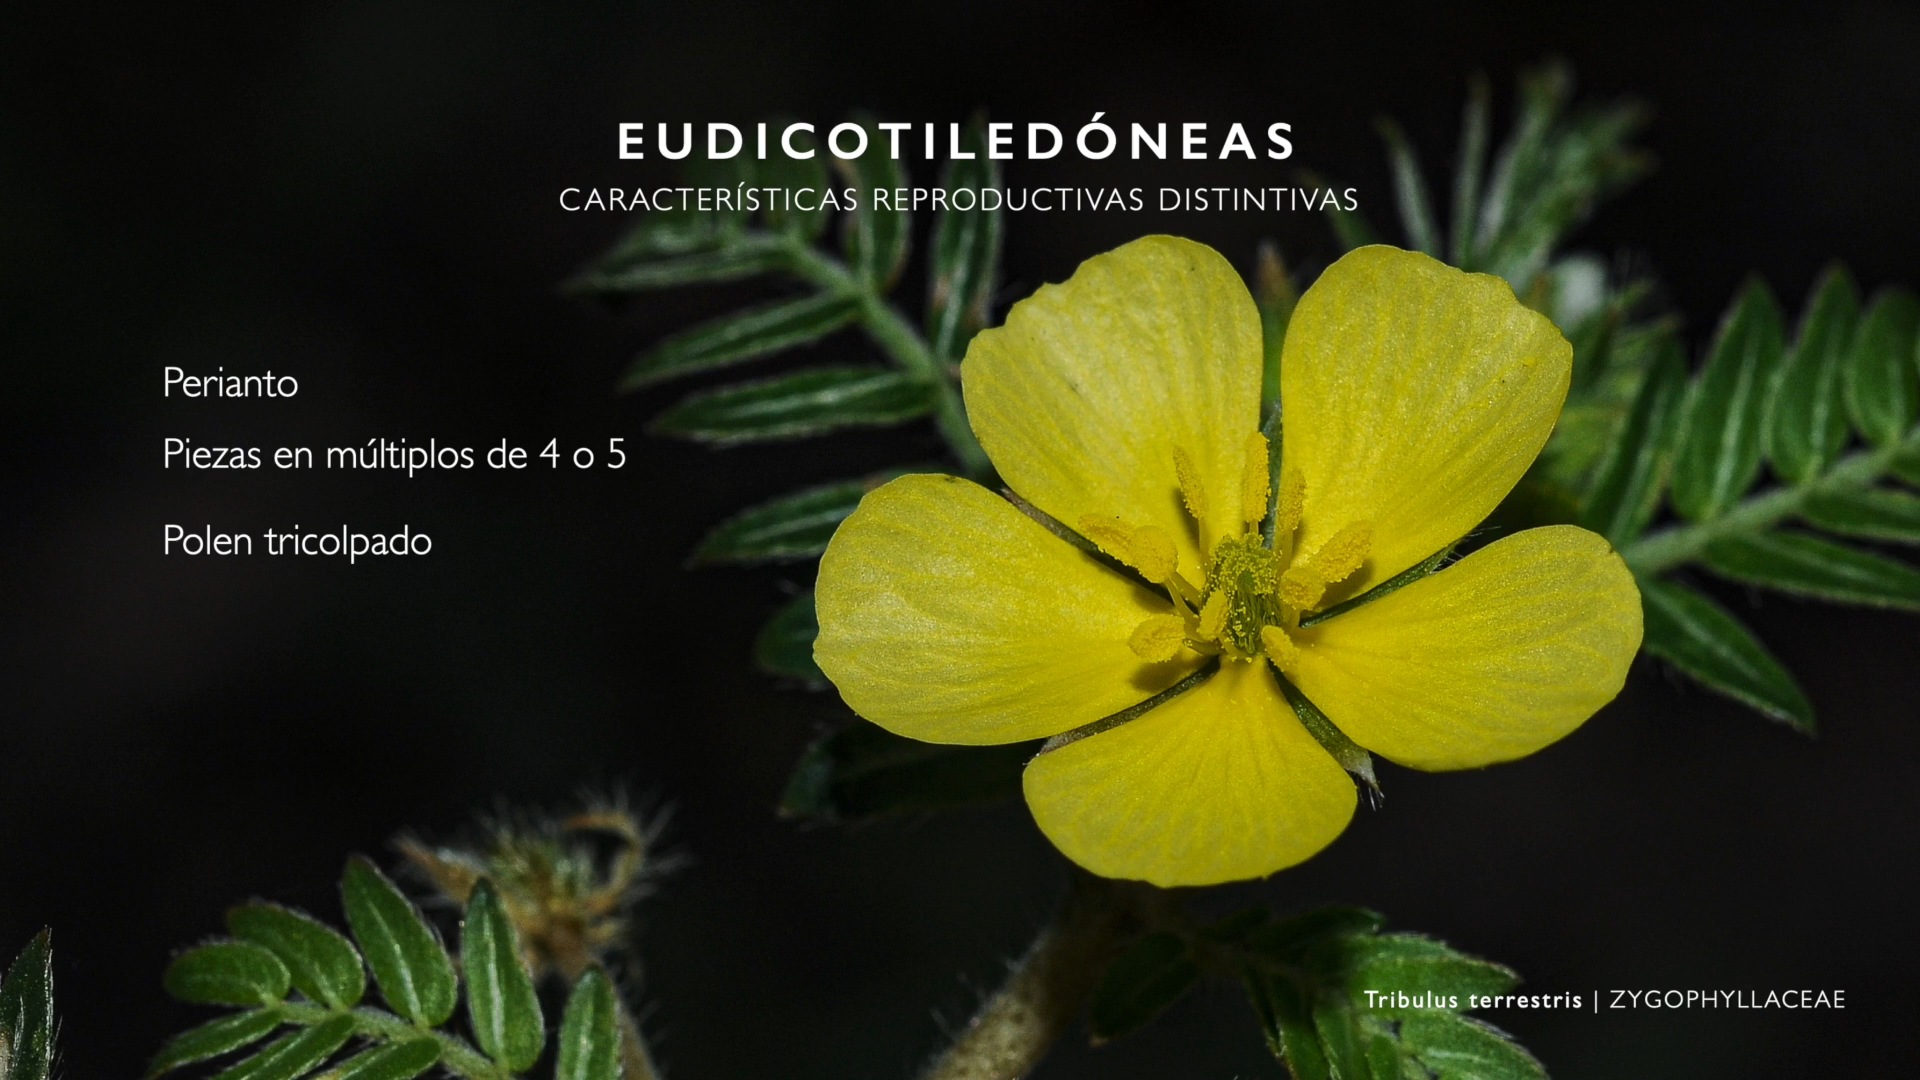 EUDICOTILEDÓNEAS
CARACTERÍSTICAS REPRODUCTIVAS DISTINTIVAS
Perianto
Piezas en múltiplos de 4 o 5
Polen tricolpado
Tribulus terrestris | ZYGOPHYLLACEAE